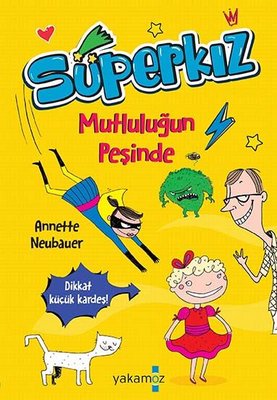 SüpeRkız
Mutluluğun
Peşinde
Annette
Neubauer
Dikkat
küçük kardeş!
yakamoz